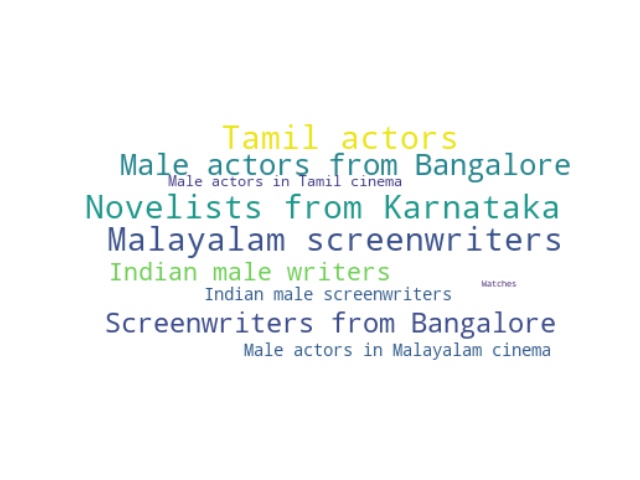 Tamil actors
Male actors from Bangalore
Male actors in Tamil cinema
Novelists from Karnataka
Malayalam screenwriters
Indian male writers
Watches
Indian male screenwriters
Screenwriters from Bangalore
Male actors in Malayalam cinema